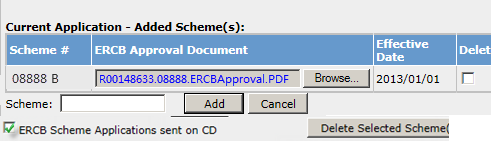 Current Application - Added Scheme(s):
Scheme # ERCB Approval Document Effective Date Delet
08888 B R00148633.08888.ERCBApproval.PDF Browse... 2013/01/01
Scheme: Add Cancel
ERCB Scheme Applications sent on CD Delete Selected Scheme(